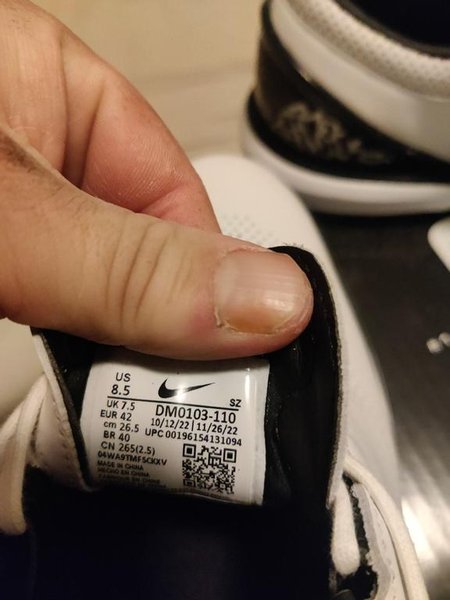 US
8.5
SZ
UK 7.5
DM0103-110
EUR 42
10/12/22 | 11/26/22
cm 26.5
UPC 00196154131094
BR 40
CN 265(2.5)
MADE IN CHINA